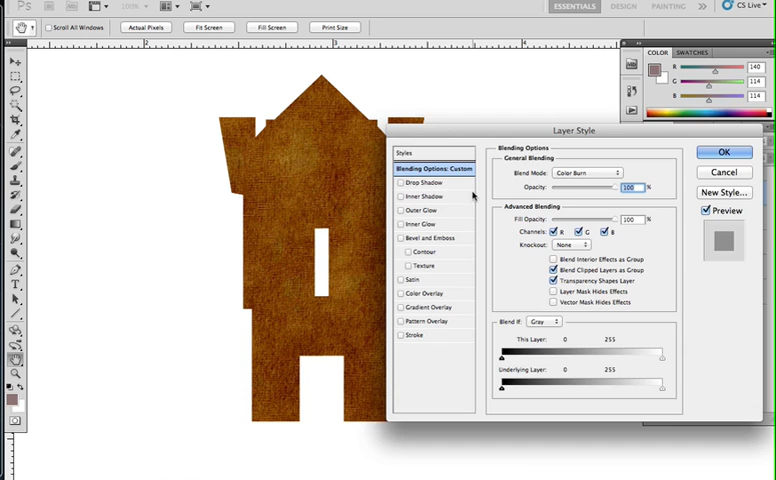 Ps 100% ESSENTIALS DESIGN PAINTING CS Live
Scroll All Windows Actual Pixels Fit Screen Fill Screen Print Size
2 3 4
COLOR SWATCHES
R 140
G 114
B 114
Layer Style
Styles
Blending Options: Custom
Drop Shadow
Inner Shadow
Outer Glow
Inner Glow
Bevel and Emboss
Contour
Texture
Satin
Color Overlay
Gradient Overlay
Pattern Overlay
Stroke
Blending Options
General Blending
Blend Mode: Color Burn
Opacity: 100 %
Advanced Blending
Fill Opacity: 100 %
Channels: R G B
Knockout: None
Blend Interior Effects as Group
Blend Clipped Layers as Group
Transparency Shapes Layer
Layer Mask Hides Effects
Vector Mask Hides Effects
Blend If: Gray
This Layer: 0 255
Underlying Layer: 0 255
OK
Cancel
New Style...
Preview